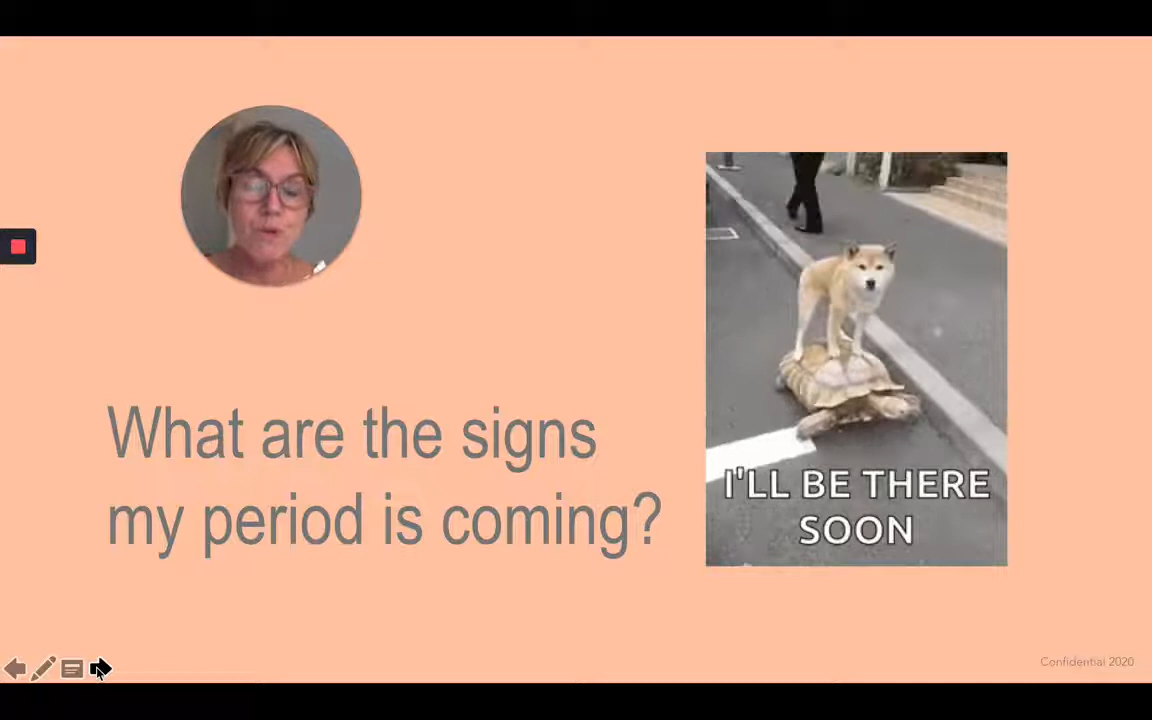 What are the signs
my period is coming?
I'LL BE THERE
SOON
Confidential 2020